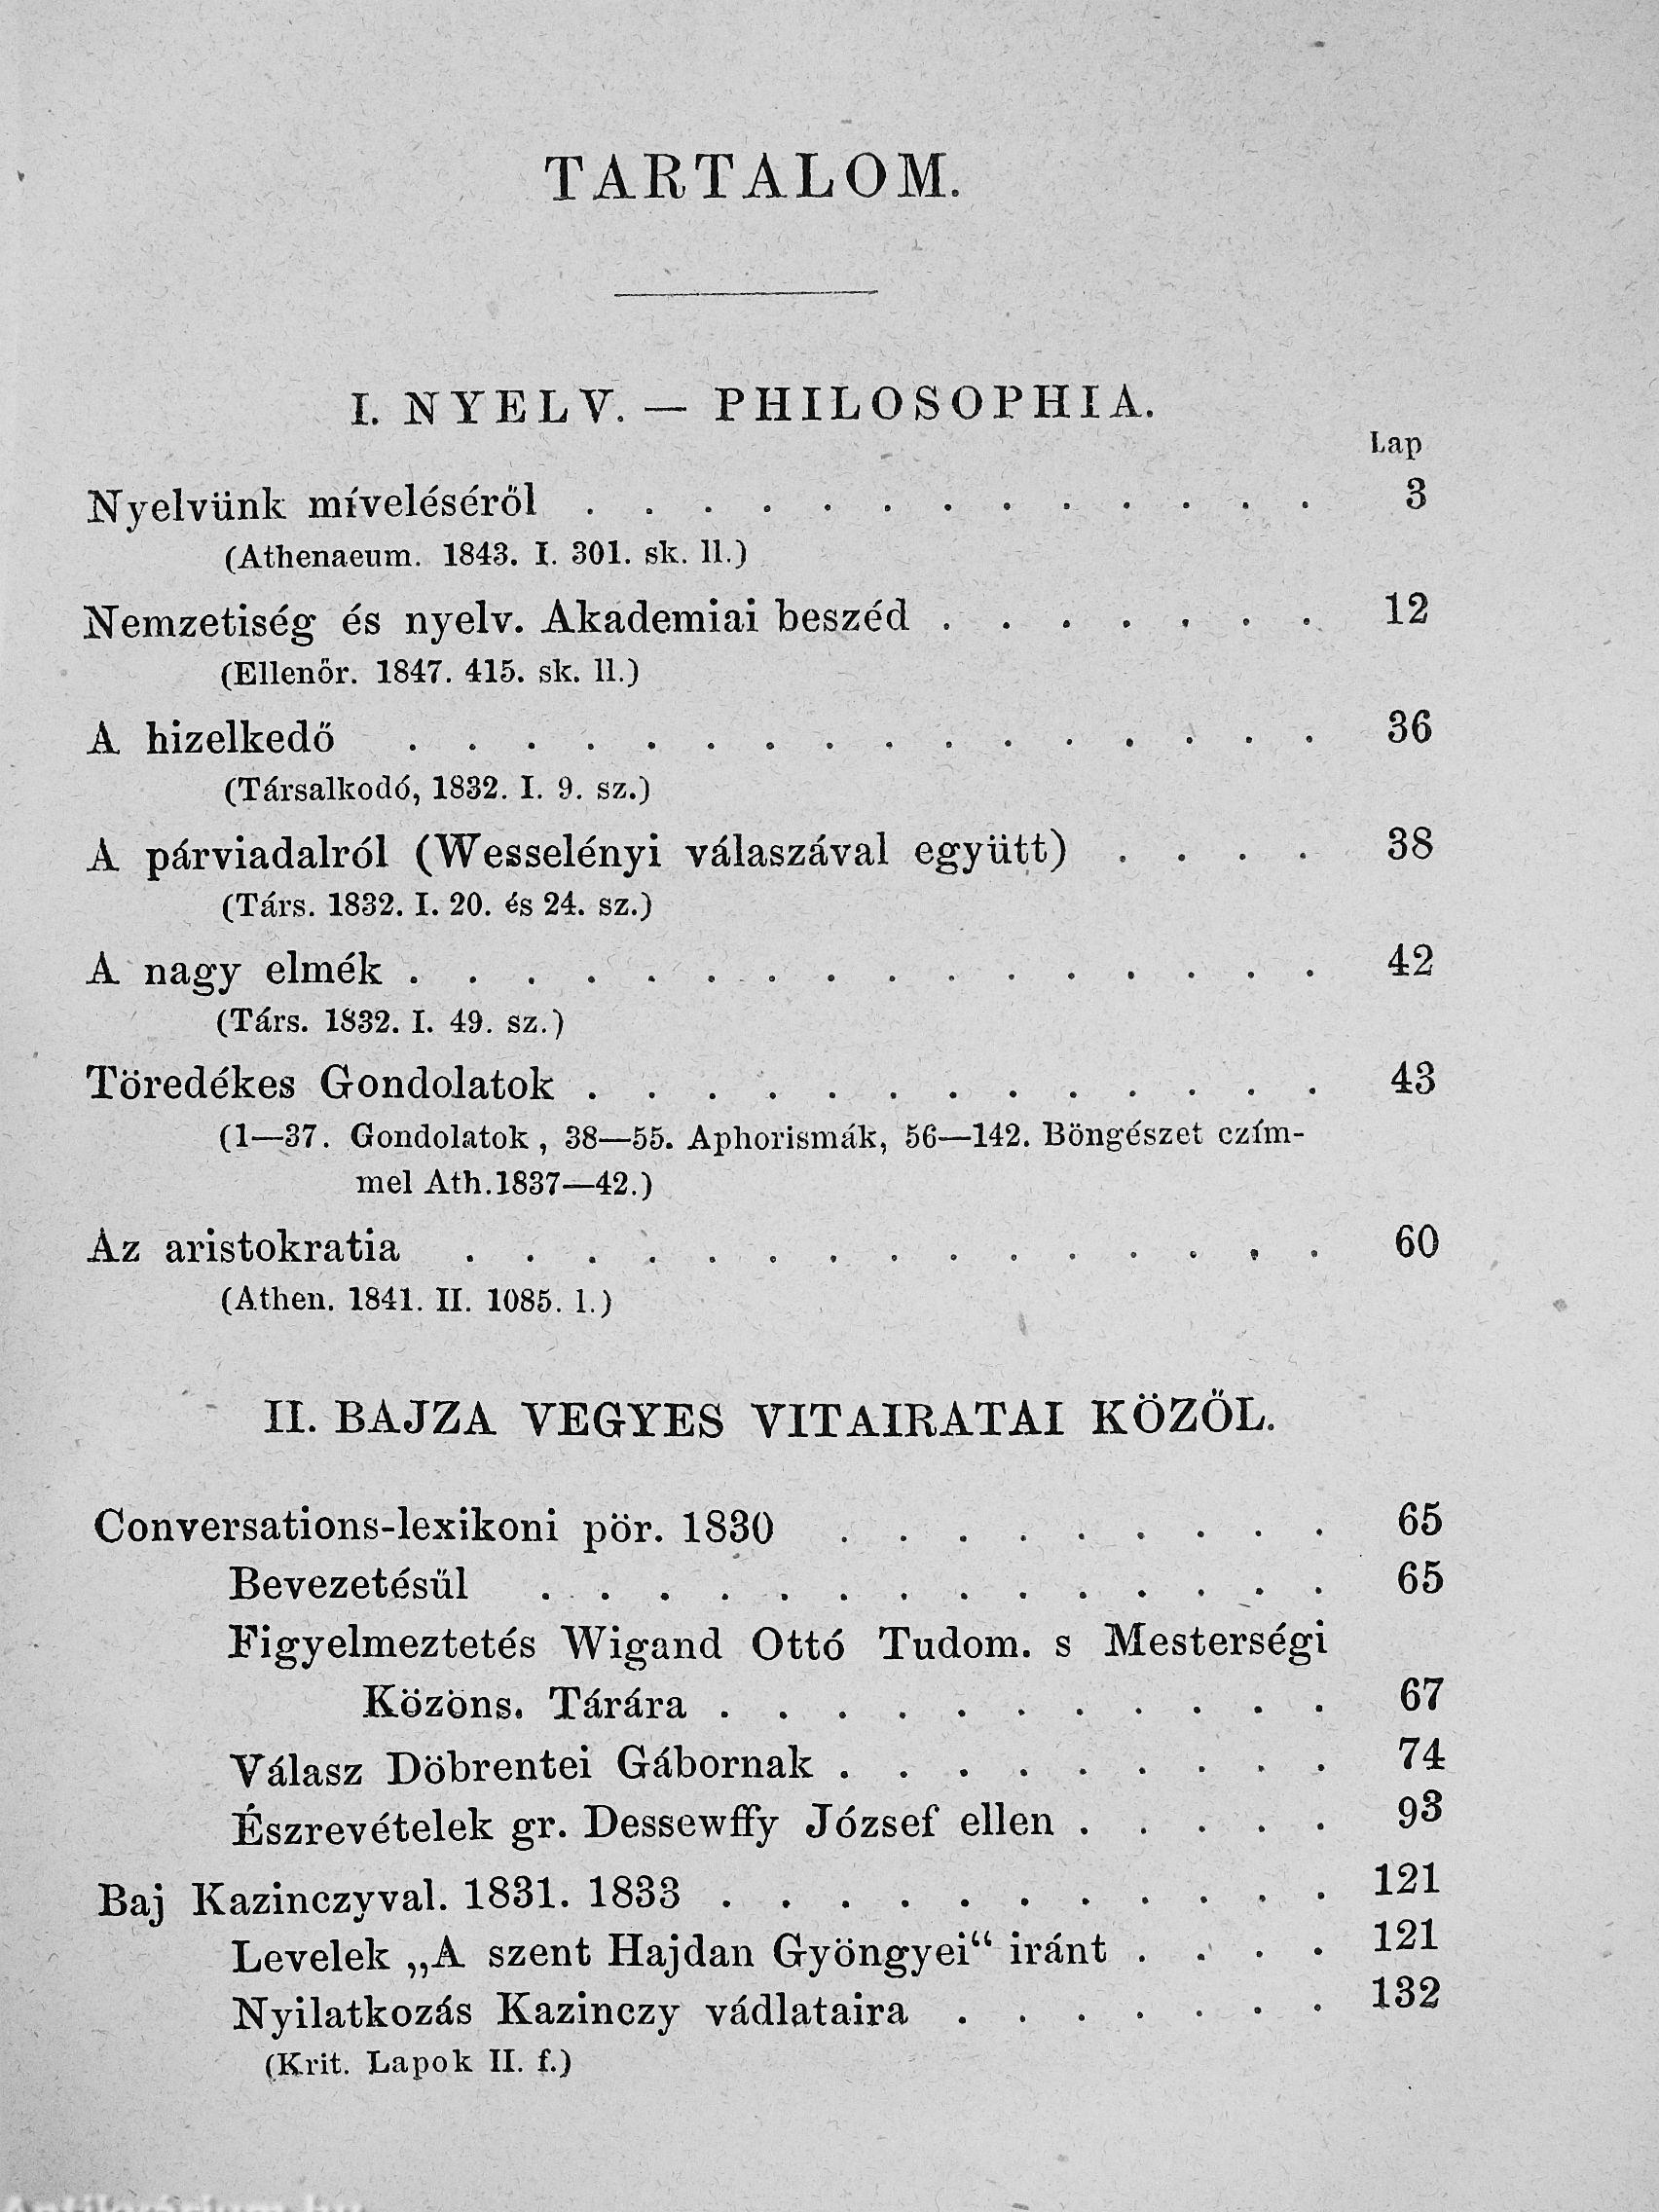 TARTALOM.
I. NYELV. — PHILOSOPHIA.
Lap
Nyelvünk míveléséről . . . . . . . . . . . . . 3
(Athenaeum. 1843. I. 301. sk. ll.)
Nemzetiség és nyelv. Akademiai beszéd . . . . . . . 12
(Ellenőr. 1847. 415. sk. ll.)
A hizelkedő . . . . . . . . . . . . . . . . 36
(Társalkodó, 1832. I. 9. sz.)
A párviadalról (Wesselényi válaszával együtt) . . . . 38
(Társ. 1832. I. 20. és 24. sz.)
A nagy elmék . . . . . . . . . . . . . . . . 42
(Társ. 1832. I. 49. sz.)
Töredékes Gondolatok . . . . . . . . . . . . . 43
(1—37. Gondolatok, 38—55. Aphorismák, 56—142. Böngészet czím-
mel Ath.1837—42.)
Az aristokratia . . . . . . . . . . . . . . . 60
(Athen. 1841. II. 1085. l.)
II. BAJZA VEGYES VITAIRATAI KÖZŐL.
Conversations-lexikoni pör. 1830 . . . . . . . . . 65
Bevezetésűl . . . . . . . . . . . . . . 65
Figyelmeztetés Wigand Ottó Tudom. s Mesterségi
Közöns. Tárára . . . . . . . . . . . 67
Válasz Döbrentei Gábornak . . . . . . . . . 74
Észrevételek gr. Dessewffy József ellen . . . . . 93
Baj Kazinczyval. 1831. 1833 . . . . . . . . . . . 121
Levelek „A szent Hajdan Gyöngyei“ iránt . . . . 121
Nyilatkozás Kazinczy vádlataira . . . . . . . 132
(Krit. Lapok II. f.)